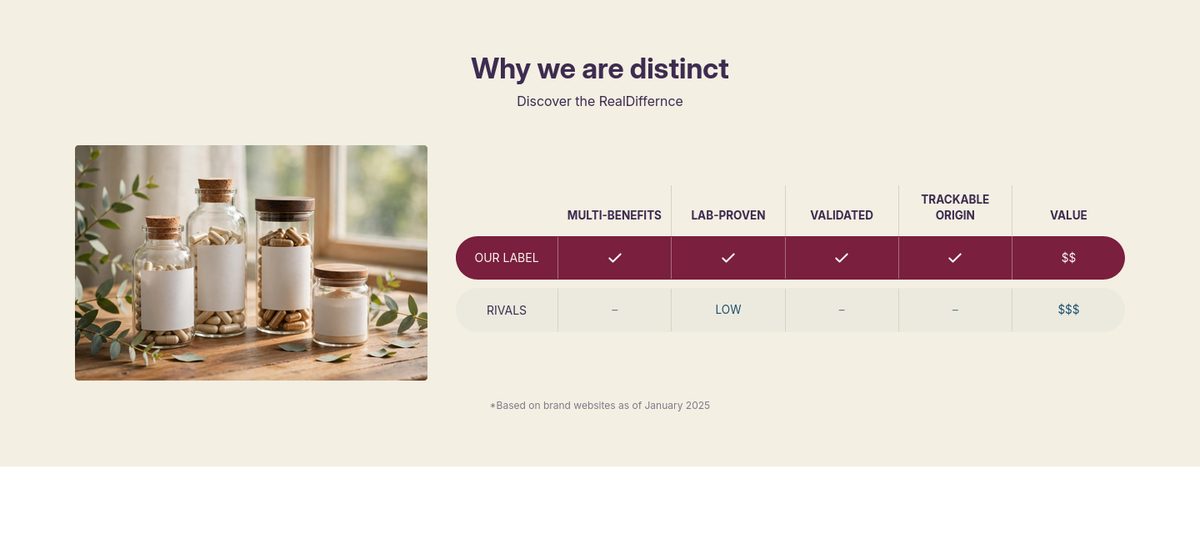 Why we are distinct
Discover the RealDiffernce
MULTI-BENEFITS LAB-PROVEN VALIDATED TRACKABLE ORIGIN VALUE
OUR LABEL ✓ ✓ ✓ ✓ $$
RIVALS – LOW – – $$$
*Based on brand websites as of January 2025